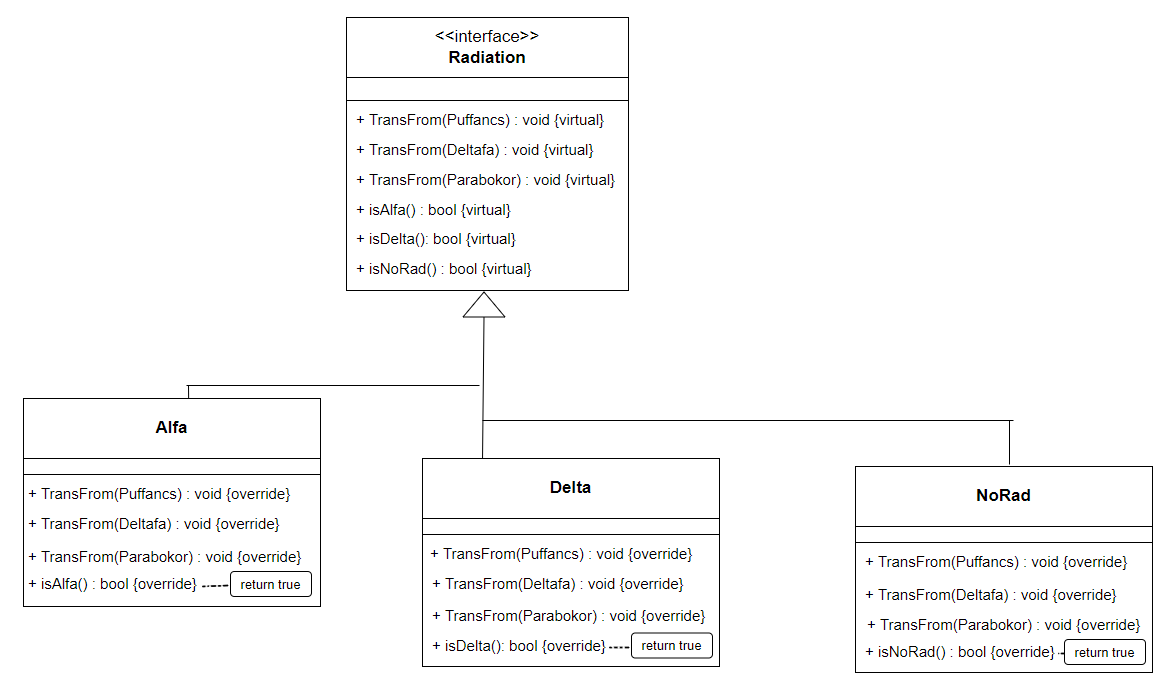 <<interface>>
Radiation
+ TransFrom(Puffancs) : void {virtual}
+ TransFrom(Deltafa) : void {virtual}
+ TransFrom(Parabokor) : void {virtual}
+ isAlfa() : bool {virtual}
+ isDelta(): bool {virtual}
+ isNoRad() : bool {virtual}
Alfa
+ TransFrom(Puffancs) : void {override}
+ TransFrom(Deltafa) : void {override}
+ TransFrom(Parabokor) : void {override}
+ isAlfa() : bool {override} return true
Delta
+ TransFrom(Puffancs) : void {override}
+ TransFrom(Deltafa) : void {override}
+ TransFrom(Parabokor) : void {override}
+ isDelta(): bool {override} return true
NoRad
+ TransFrom(Puffancs) : void {override}
+ TransFrom(Deltafa) : void {override}
+ TransFrom(Parabokor) : void {override}
+ isNoRad() : bool {override} return true